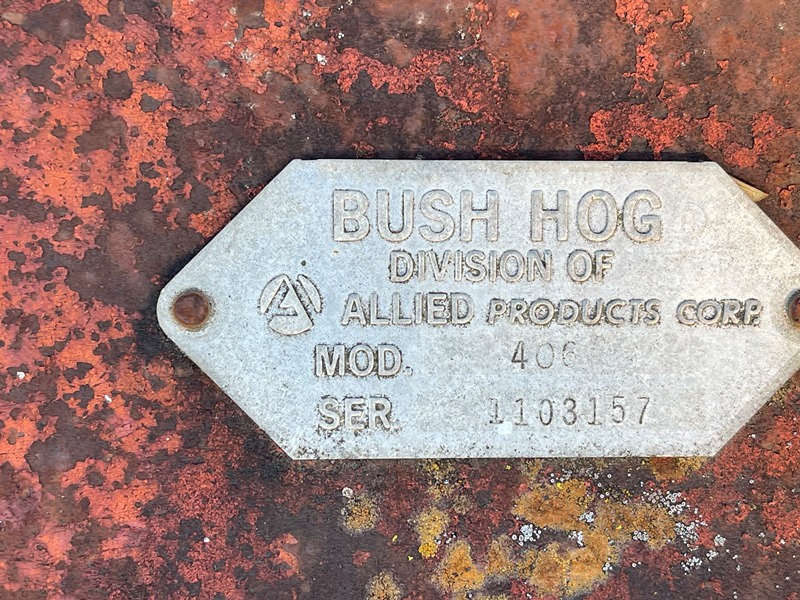 BUSH HOG
DIVISION OF
ALLIED PRODUCTS CORP.
MOD. 406
SER. 1103157